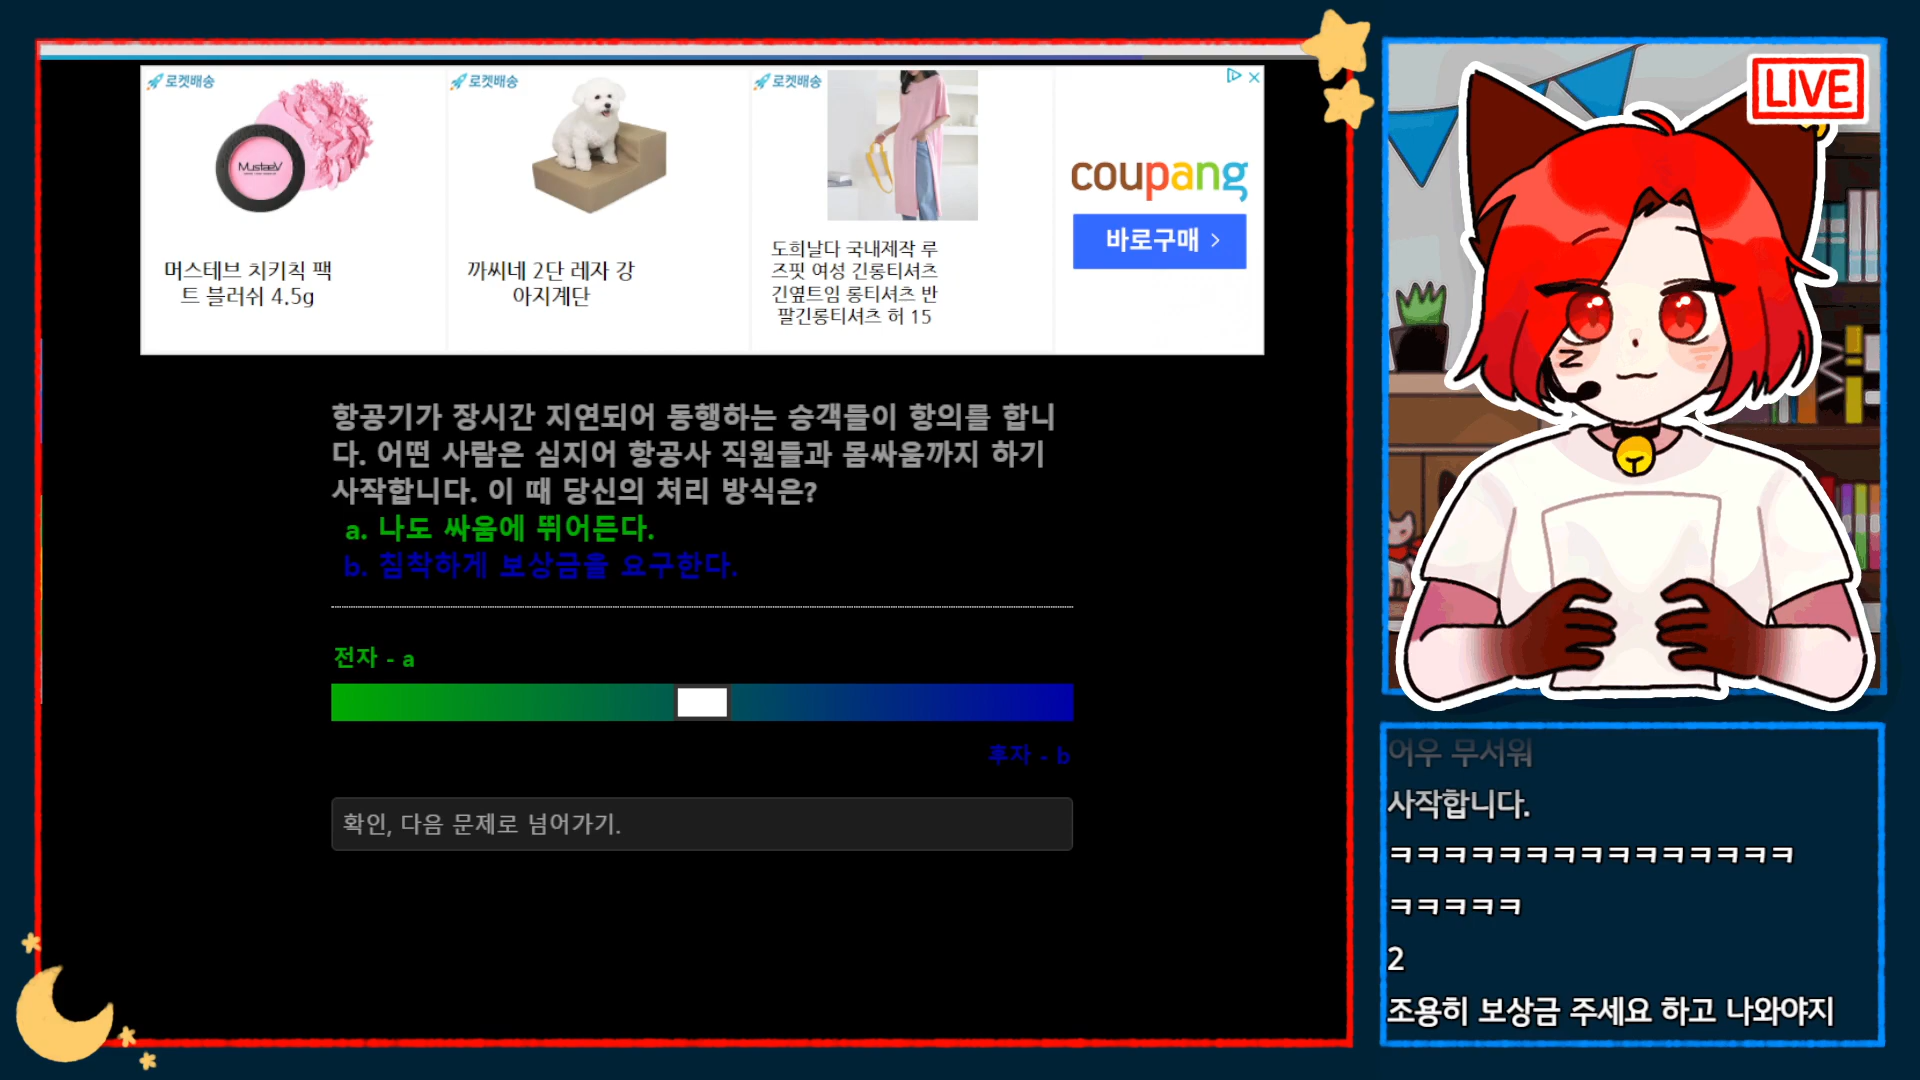 로켓배송
로켓배송
로켓배송
MustaeV
머스테브 치키칙 팩
트 블러쉬 4.5g
까씨네 2단 레자 강
아지계단
도희날다 국내제작 루
즈핏 여성 긴롱티셔츠
긴옆트임 롱티셔츠 반
팔긴롱티셔츠 허 15
coupang
바로구매 >
LIVE
항공기가 장시간 지연되어 동행하는 승객들이 항의를 합니
다. 어떤 사람은 심지어 항공사 직원들과 몸싸움까지 하기
사작합니다. 이 때 당신의 처리 방식은?
a. 나도 싸움에 뛰어든다.
b. 침착하게 보상금을 요구한다.
전자 - a
후자 - b
확인, 다음 문제로 넘어가기.
어우 무서워
사작합니다.
ㅋㅋㅋㅋㅋㅋㅋㅋㅋㅋㅋㅋㅋㅋㅋ
ㅋㅋㅋㅋㅋ
2
조용히 보상금 주세요 하고 나와야지